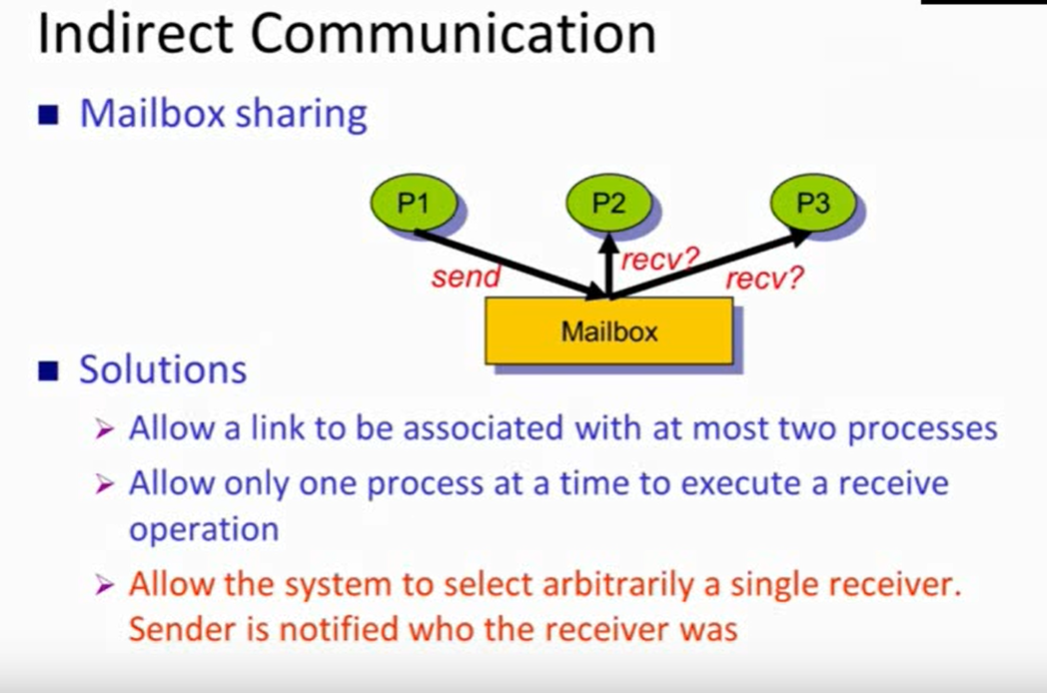 Indirect Communication
Mailbox sharing
P1 P2 P3
send recv? recv?
Mailbox
Solutions
Allow a link to be associated with at most two processes
Allow only one process at a time to execute a receive
operation
Allow the system to select arbitrarily a single receiver.
Sender is notified who the receiver was